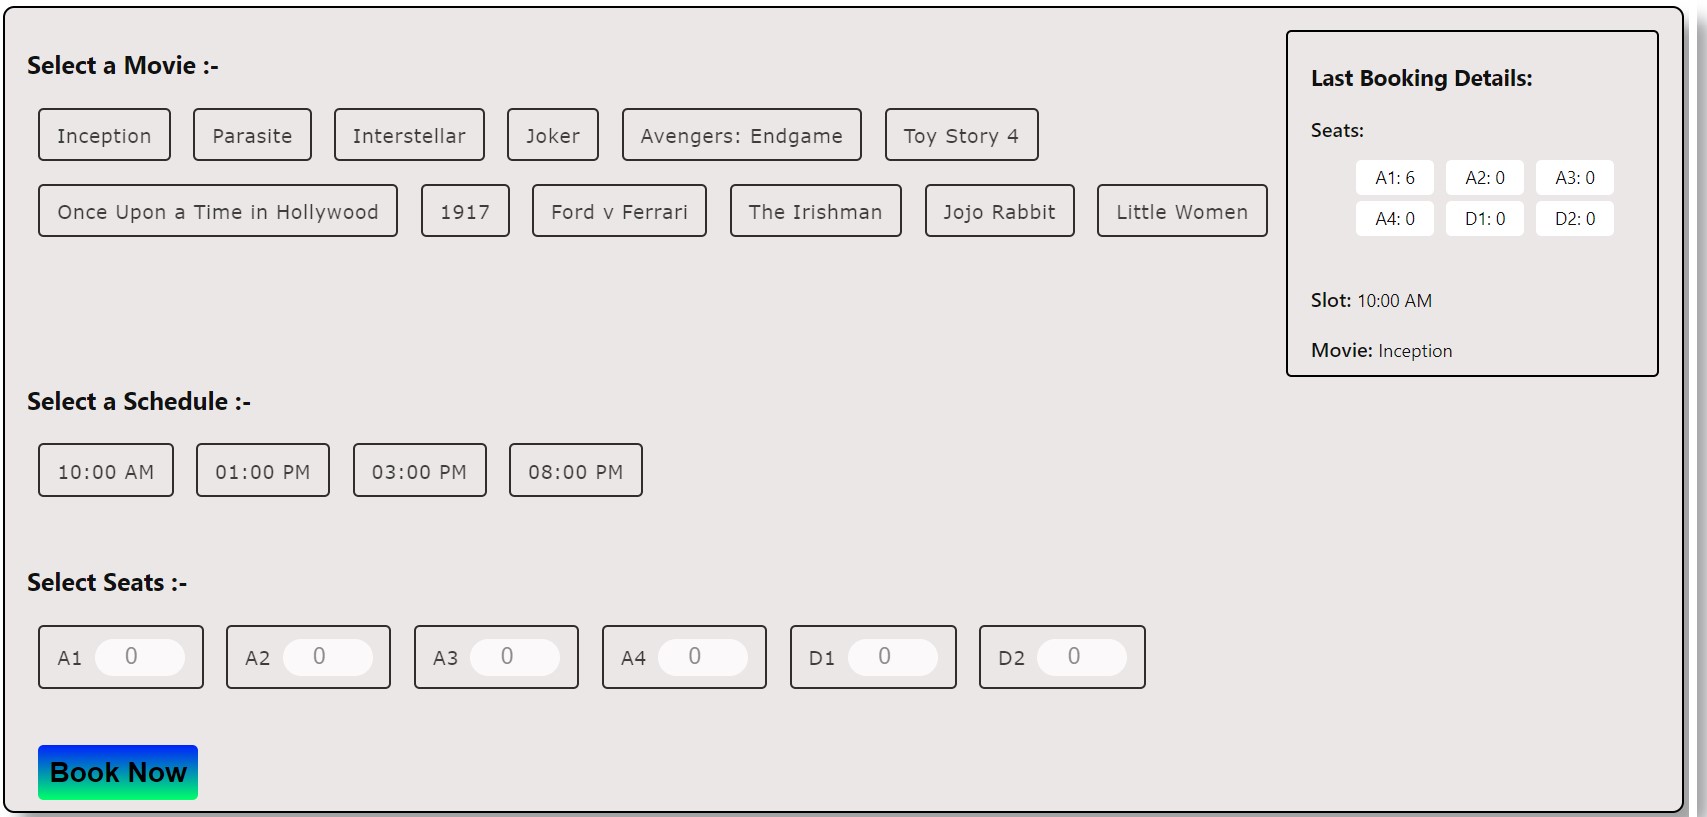 Select a Movie :-
Inception Parasite Interstellar Joker Avengers: Endgame Toy Story 4
Once Upon a Time in Hollywood 1917 Ford v Ferrari The Irishman Jojo Rabbit Little Women
Last Booking Details:
Seats:
A1: 6 A2: 0 A3: 0
A4: 0 D1: 0 D2: 0
Slot: 10:00 AM
Movie: Inception
Select a Schedule :-
10:00 AM 01:00 PM 03:00 PM 08:00 PM
Select Seats :-
A1 0 A2 0 A3 0 A4 0 D1 0 D2 0
Book Now